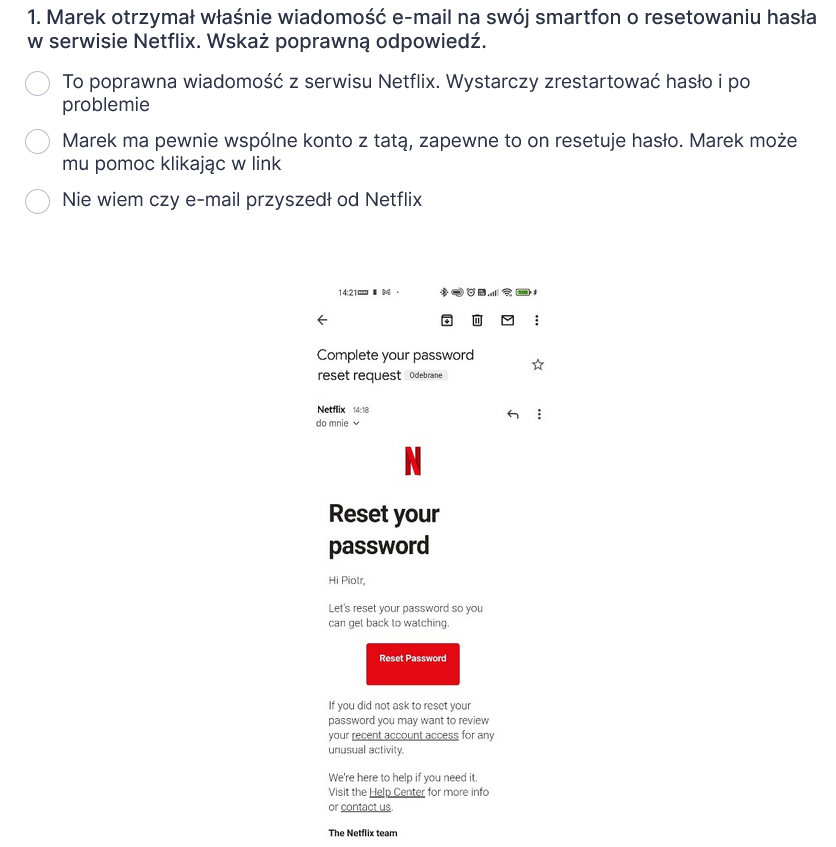 1. Marek otrzymał właśnie wiadomość e-mail na swój smartfon o resetowaniu hasła
w serwisie Netflix. Wskaż poprawną odpowiedź.
To poprawna wiadomość z serwisu Netflix. Wystarczy zrestartować hasło i po
problemie
Marek ma pewnie wspólne konto z tatą, zapewne to on resetuje hasło. Marek może
mu pomoc klikając w link
Nie wiem czy e-mail przyszedł od Netflix
14:21
Complete your password
reset request Odebrane
Netflix 14:18
do mnie
N
Reset your
password
Hi Piotr,
Let's reset your password so you
can get back to watching.
Reset Password
If you did not ask to reset your
password you may want to review
your recent account access for any
unusual activity.
We're here to help if you need it.
Visit the Help Center for more info
or contact us.
The Netflix team